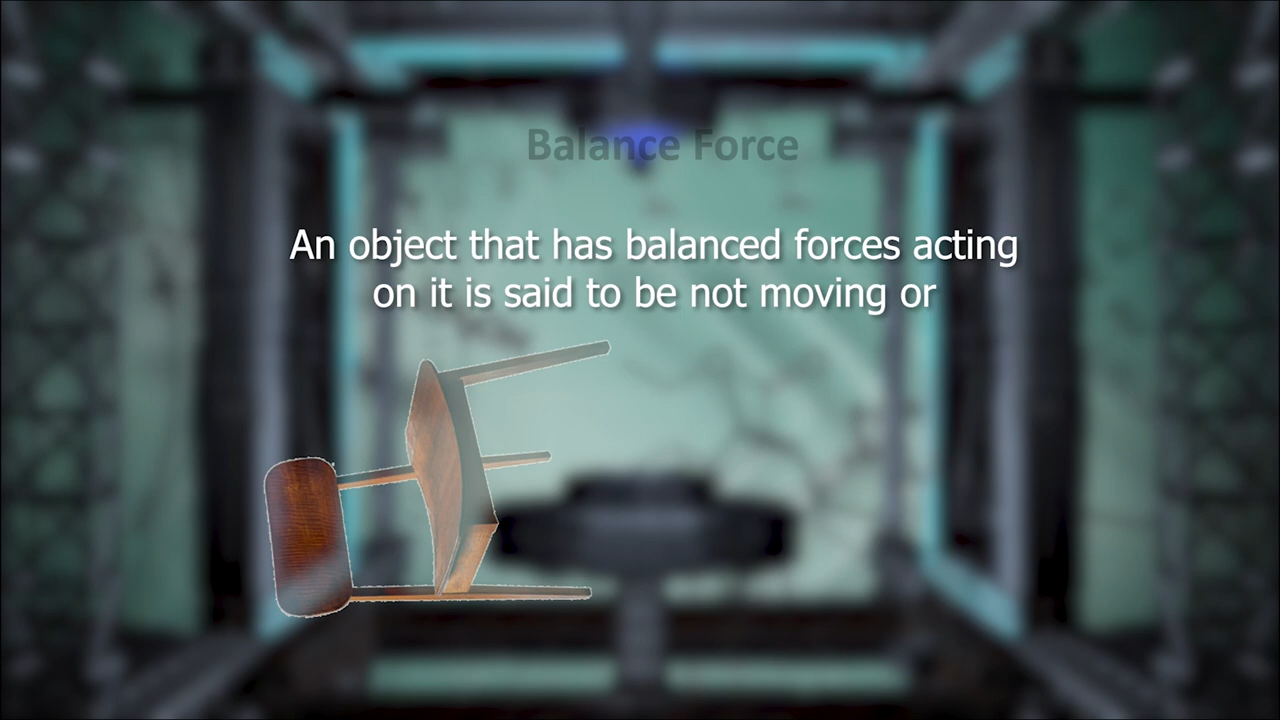 Balance Force
An object that has balanced forces acting
on it is said to be not moving or